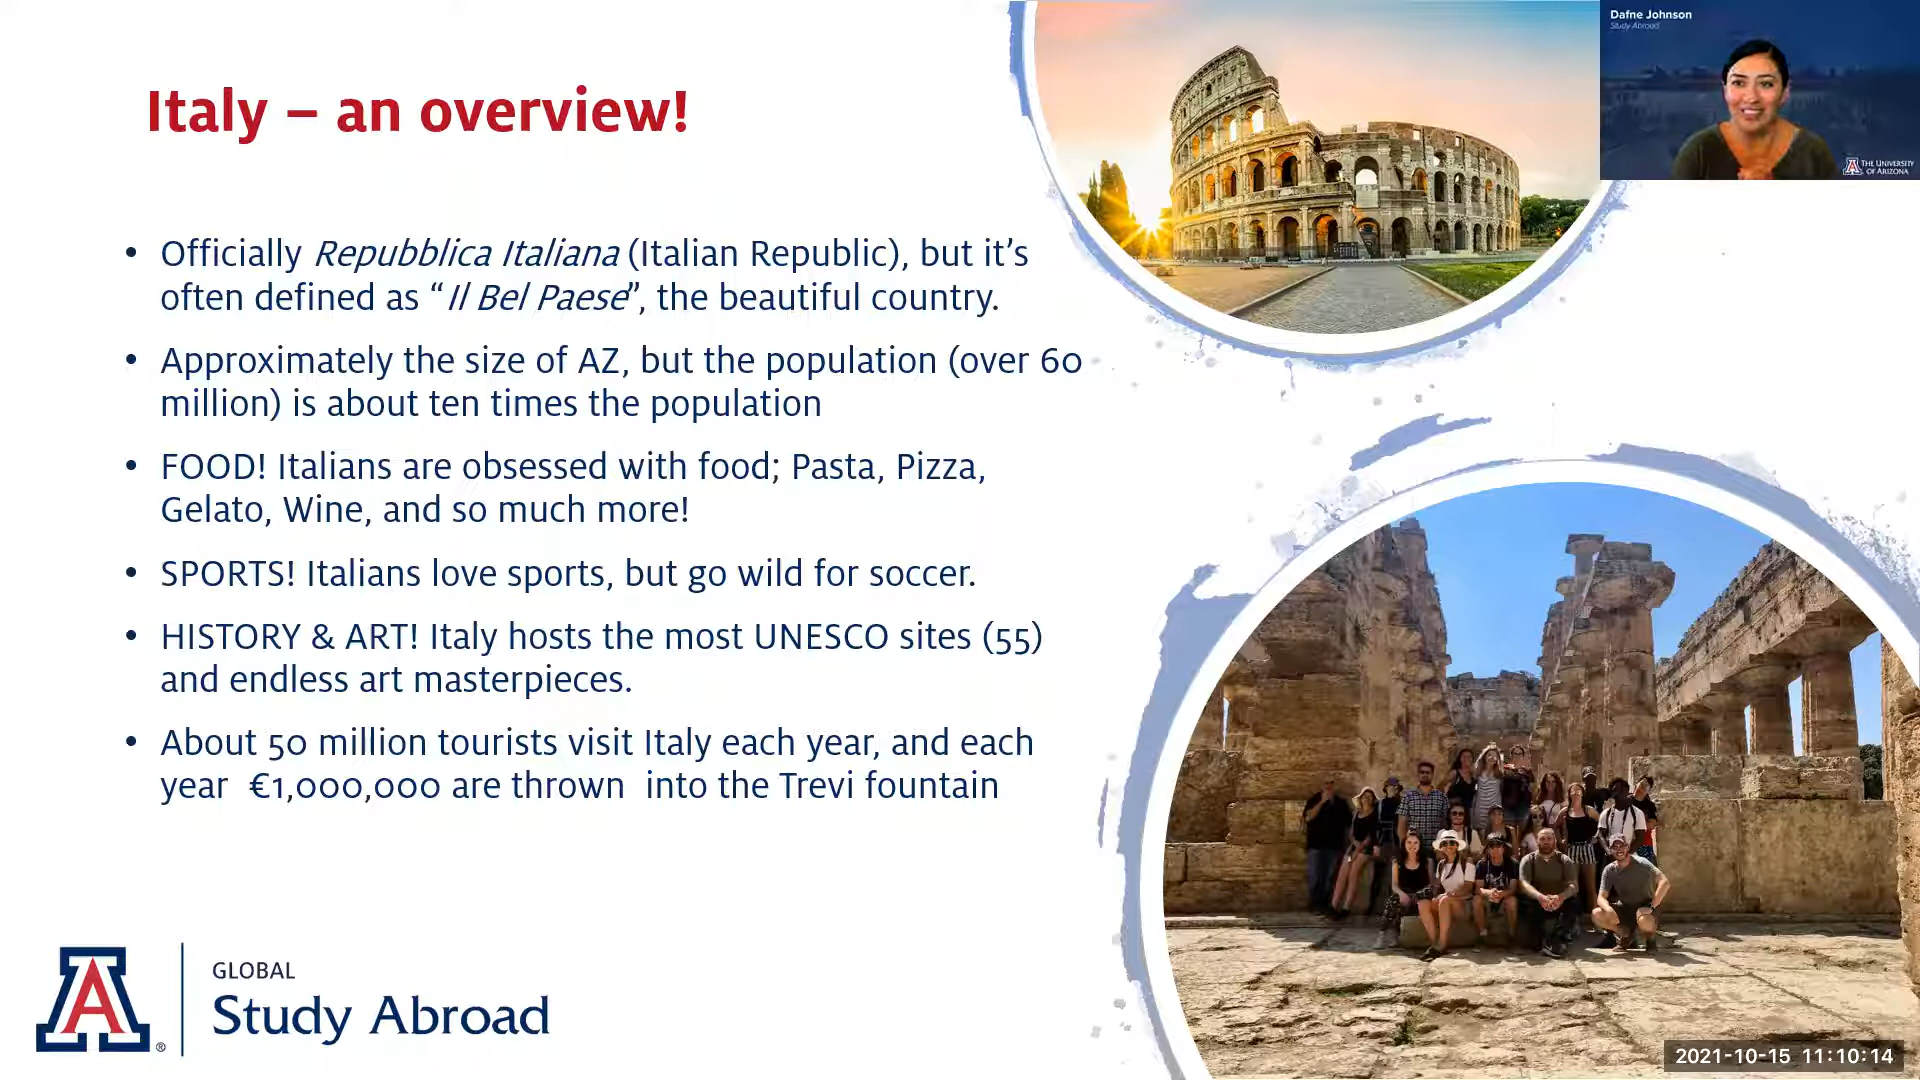 Italy – an overview!
• Officially Repubblica Italiana (Italian Republic), but it’s
often defined as “Il Bel Paese”, the beautiful country.
• Approximately the size of AZ, but the population (over 60
million) is about ten times the population
• FOOD! Italians are obsessed with food; Pasta, Pizza,
Gelato, Wine, and so much more!
• SPORTS! Italians love sports, but go wild for soccer.
• HISTORY & ART! Italy hosts the most UNESCO sites (55)
and endless art masterpieces.
• About 50 million tourists visit Italy each year, and each
year  €1,000,000 are thrown  into the Trevi fountain
A ®
GLOBAL
Study Abroad
Dafne Johnson
Study Abroad
A THE UNIVERSITY
OF ARIZONA
2021-10-15 11:10:14